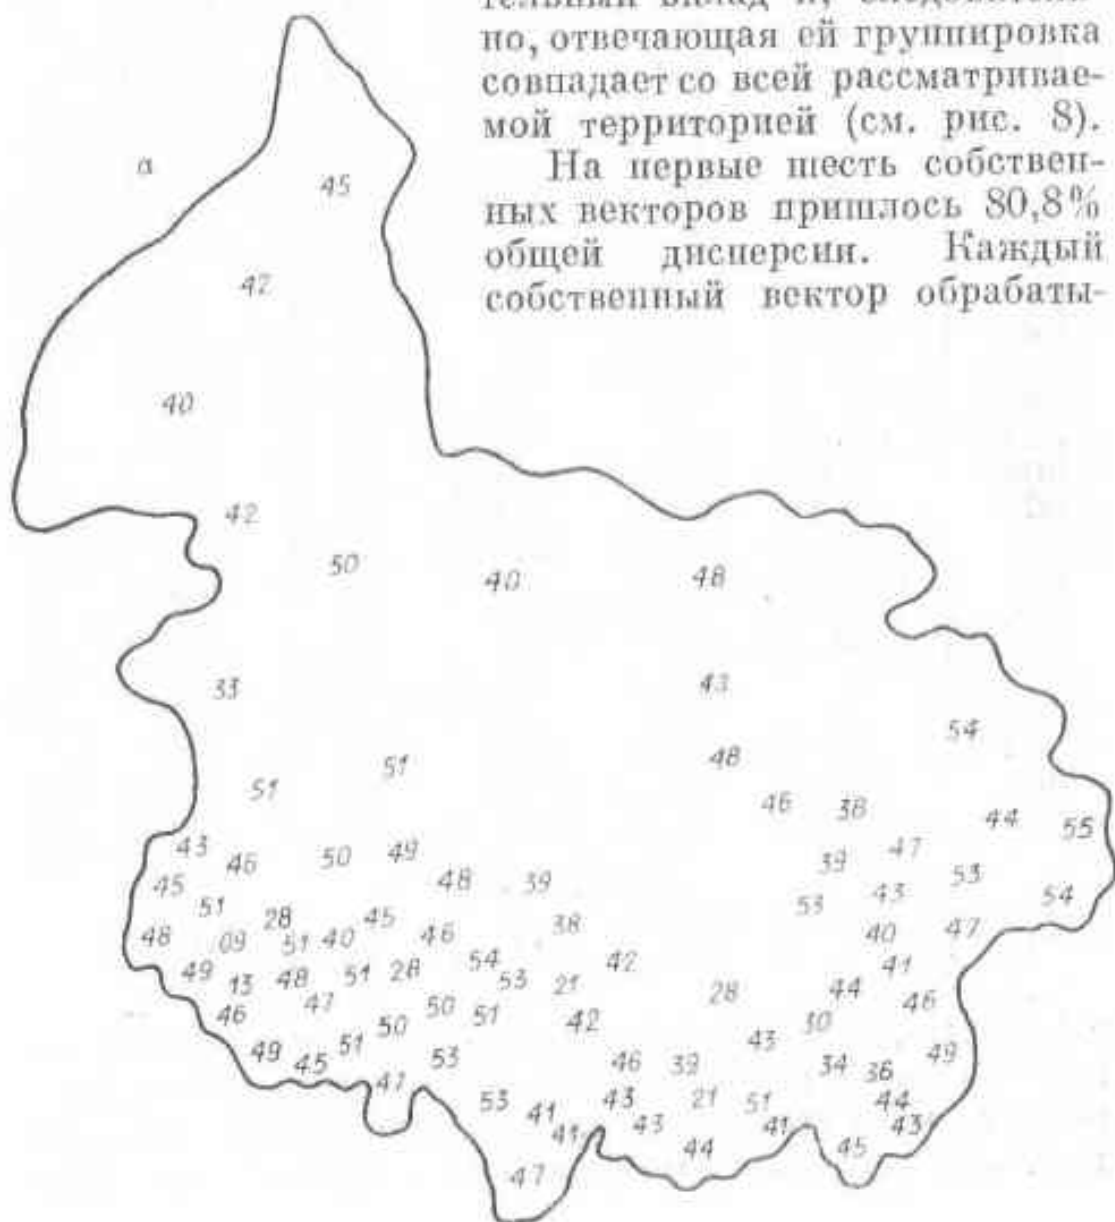 но, отвечающая ей группировка
совпадает со всей рассматривае-
мой территорией (см. рис. 8).
На первые шесть собствен-
ных векторов пришлось 80,8%
общей дисперсии. Каждый
собственный вектор обрабаты-
а
45
42
40
42
50 40 48
33 43
54
51 48
51 46 38 44 55
43 46 50 49 39 47
45 48 39 53 43 53 54
51 28 45 38
48 09 51 40 46 40 47
49 13 48 51 28 54 53 21 42 28 44 41
46 47 50 51 42 30 46
50
49 45 51 53 46 39 43 34 36 49
47
53 41 43 21 51 44
41 43 41 43
47 44 45